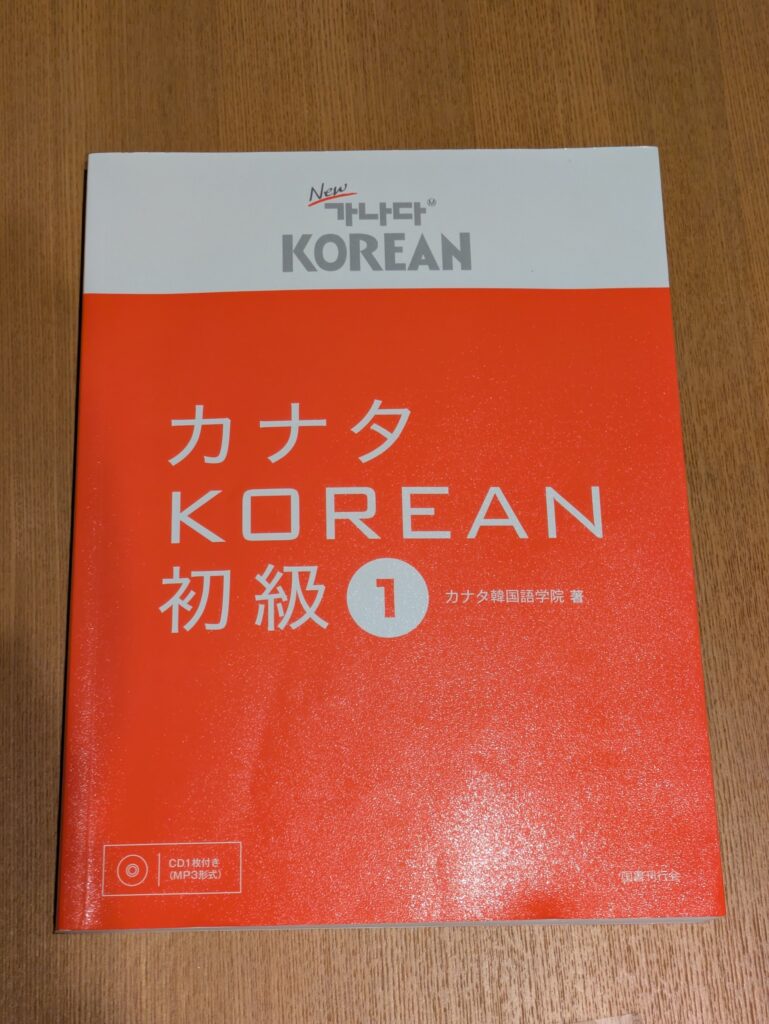 New
가나다 Ⓜ
KOREAN
カナタ
KOREAN
初級 1 カナタ韓国語学院 著
CD1枚付き
(MP3形式)
国書刊行会